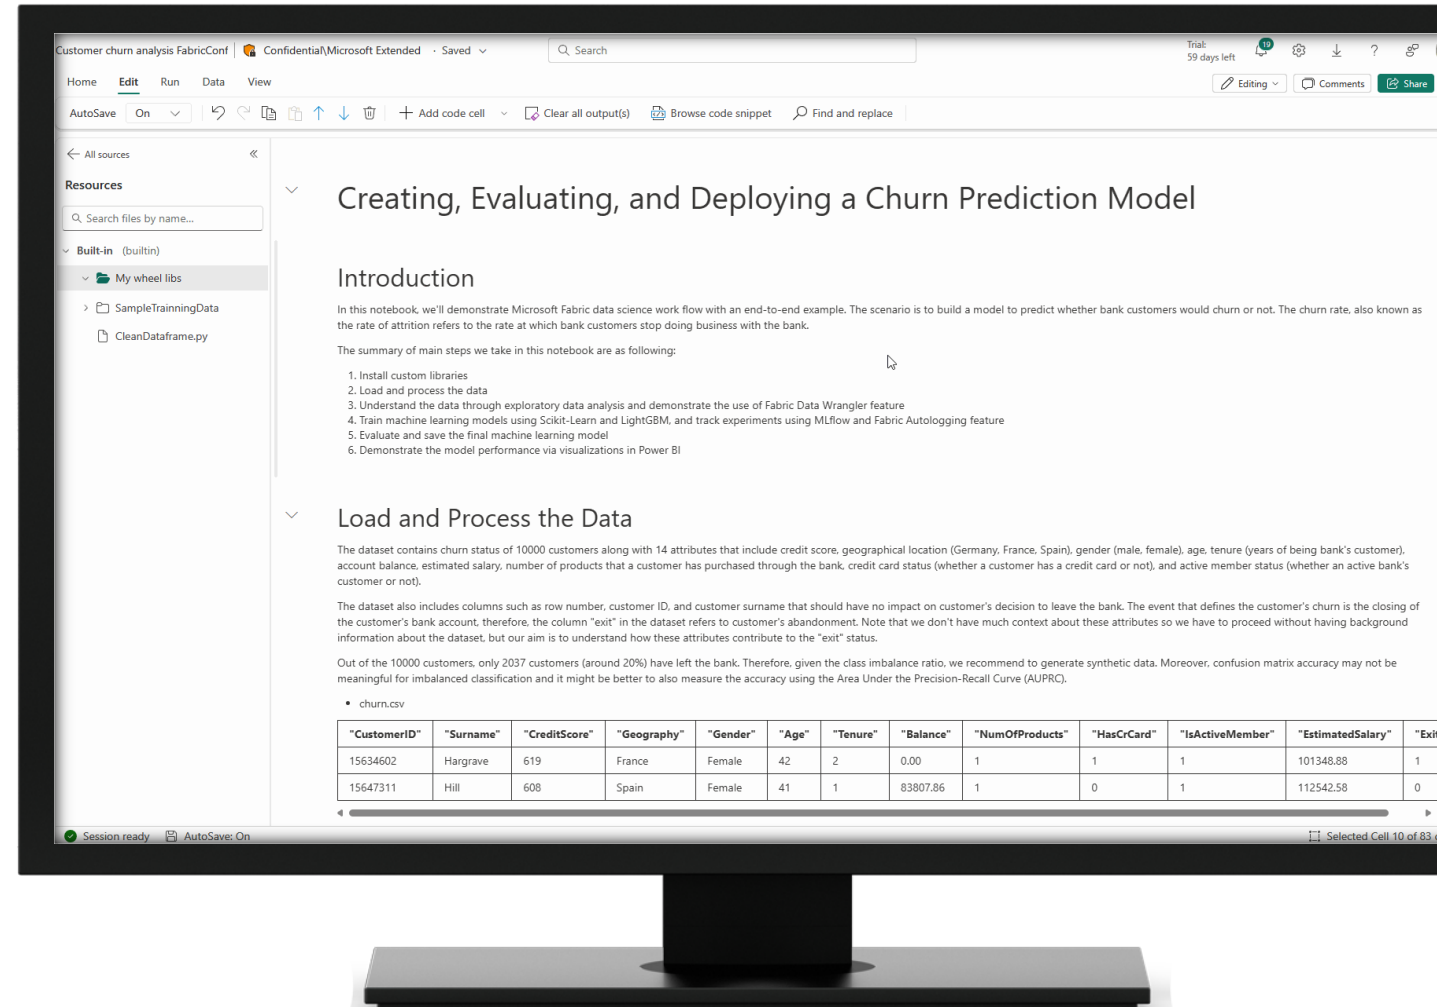 Customer churn analysis FabricConf Confidential\Microsoft Extended · Saved Search Trial: 59 days left 19 ?
Home Edit Run Data View Editing Comments Share
AutoSave On Add code cell Clear all output(s) Browse code snippet Find and replace
All sources
Resources
Search files by name...
Built-in (builtin)
My wheel libs
SampleTrainningData
CleanDataframe.py
Creating, Evaluating, and Deploying a Churn Prediction Model
Introduction
In this notebook, we'll demonstrate Microsoft Fabric data science work flow with an end-to-end example. The scenario is to build a model to predict whether bank customers would churn or not. The churn rate, also known as
the rate of attrition refers to the rate at which bank customers stop doing business with the bank.
The summary of main steps we take in this notebook are as following:
1. Install custom libraries
2. Load and process the data
3. Understand the data through exploratory data analysis and demonstrate the use of Fabric Data Wrangler feature
4. Train machine learning models using Scikit-Learn and LightGBM, and track experiments using MLflow and Fabric Autologging feature
5. Evaluate and save the final machine learning model
6. Demonstrate the model performance via visualizations in Power BI
Load and Process the Data
The dataset contains churn status of 10000 customers along with 14 attributes that include credit score, geographical location (Germany, France, Spain), gender (male, female), age, tenure (years of being bank's customer),
account balance, estimated salary, number of products that a customer has purchased through the bank, credit card status (whether a customer has a credit card or not), and active member status (whether an active bank's
customer or not).
The dataset also includes columns such as row number, customer ID, and customer surname that should have no impact on customer's decision to leave the bank. The event that defines the customer's churn is the closing of
the customer's bank account, therefore, the column "exit" in the dataset refers to customer's abandonment. Note that we don't have much context about these attributes so we have to proceed without having background
information about the dataset, but our aim is to understand how these attributes contribute to the "exit" status.
Out of the 10000 customers, only 2037 customers (around 20%) have left the bank. Therefore, given the class imbalance ratio, we recommend to generate synthetic data. Moreover, confusion matrix accuracy may not be
meaningful for imbalanced classification and it might be better to also measure the accuracy using the Area Under the Precision-Recall Curve (AUPRC).
• churn.csv
"CustomerID" "Surname" "CreditScore" "Geography" "Gender" "Age" "Tenure" "Balance" "NumOfProducts" "HasCrCard" "IsActiveMember" "EstimatedSalary" "Exit
15634602 Hargrave 619 France Female 42 2 0.00 1 1 1 101348.88 1
15647311 Hill 608 Spain Female 41 1 83807.86 1 0 1 112542.58 0
Session ready AutoSave: On Selected Cell 10 of 83